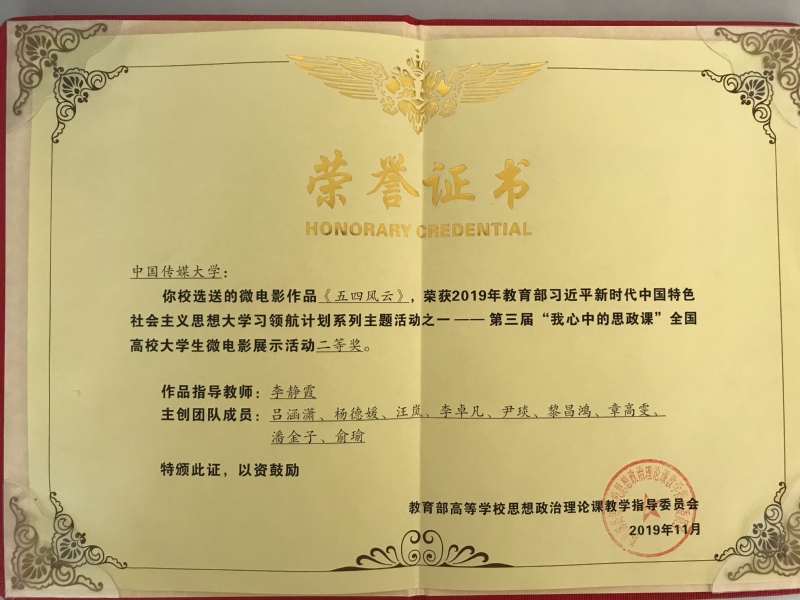 荣誉证书
HONORARY CREDENTIAL
中国传媒大学：
你校选送的微电影作品《五四风云》，荣获2019年教育部习近平新时代中国特色
社会主义思想大学习领航计划系列主题活动之一——第三届“我心中的思政课”全国
高校大学生微电影展示活动二等奖。
作品指导教师：李静霞
主创团队成员：吕涵潇、杨德媛、汪岚、李卓凡、尹琰、黎昌鸿、章高雯、
潘金子、俞瑜
特颁此证，以资鼓励
教育部高等学校思想政治理论课教学指导委员会
2019年11月